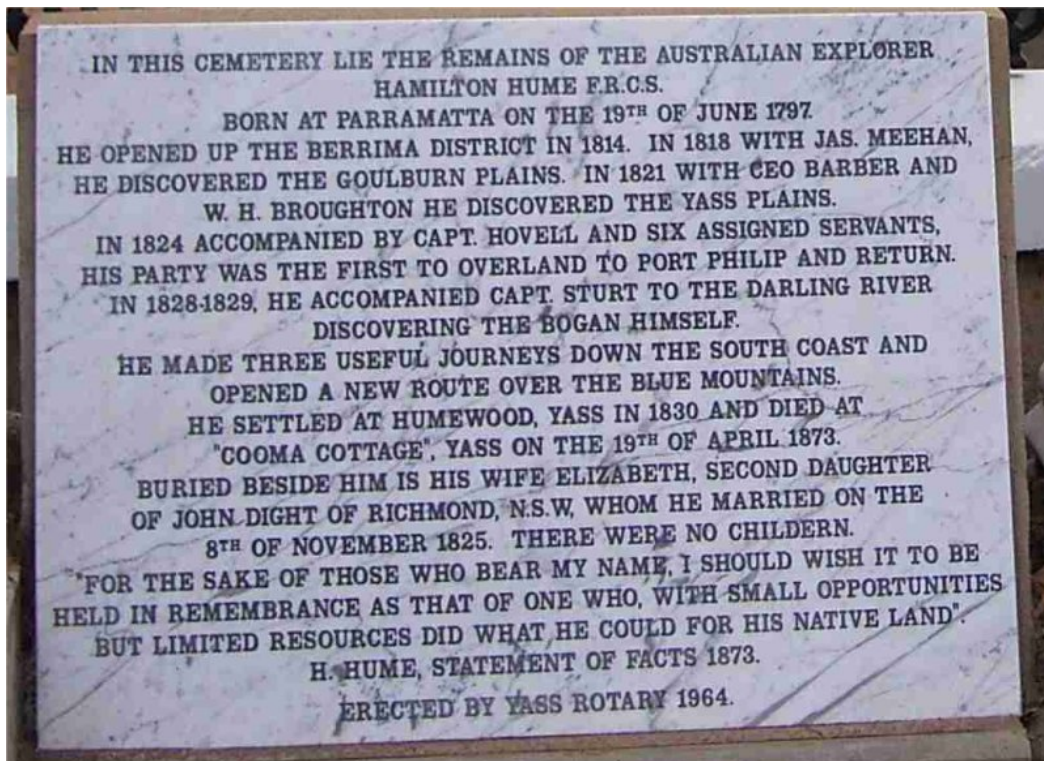 IN THIS CEMETERY LIE THE REMAINS OF THE AUSTRALIAN EXPLORER
HAMILTON HUME F.R.C.S.
BORN AT PARRAMATTA ON THE 19TH OF JUNE 1797.
HE OPENED UP THE BERRIMA DISTRICT IN 1814. IN 1818 WITH JAS. MEEHAN,
HE DISCOVERED THE GOULBURN PLAINS. IN 1821 WITH CEO BARBER AND
W. H. BROUGHTON HE DISCOVERED THE YASS PLAINS.
IN 1824 ACCOMPANIED BY CAPT. HOVELL AND SIX ASSIGNED SERVANTS,
HIS PARTY WAS THE FIRST TO OVERLAND TO PORT PHILIP AND RETURN.
IN 1828-1829, HE ACCOMPANIED CAPT. STURT TO THE DARLING RIVER
DISCOVERING THE BOGAN HIMSELF.
HE MADE THREE USEFUL JOURNEYS DOWN THE SOUTH COAST AND
OPENED A NEW ROUTE OVER THE BLUE MOUNTAINS.
HE SETTLED AT HUMEWOOD, YASS IN 1830 AND DIED AT
"COOMA COTTAGE", YASS ON THE 19TH OF APRIL 1873.
BURIED BESIDE HIM IS HIS WIFE ELIZABETH, SECOND DAUGHTER
OF JOHN DIGHT OF RICHMOND, N.S.W, WHOM HE MARRIED ON THE
8TH OF NOVEMBER 1825. THERE WERE NO CHILDERN.
"FOR THE SAKE OF THOSE WHO BEAR MY NAME, I SHOULD WISH IT TO BE
HELD IN REMEMBRANCE AS THAT OF ONE WHO, WITH SMALL OPPORTUNITIES
BUT LIMITED RESOURCES DID WHAT HE COULD FOR HIS NATIVE LAND".
H. HUME, STATEMENT OF FACTS 1873.
ERECTED BY YASS ROTARY 1964.